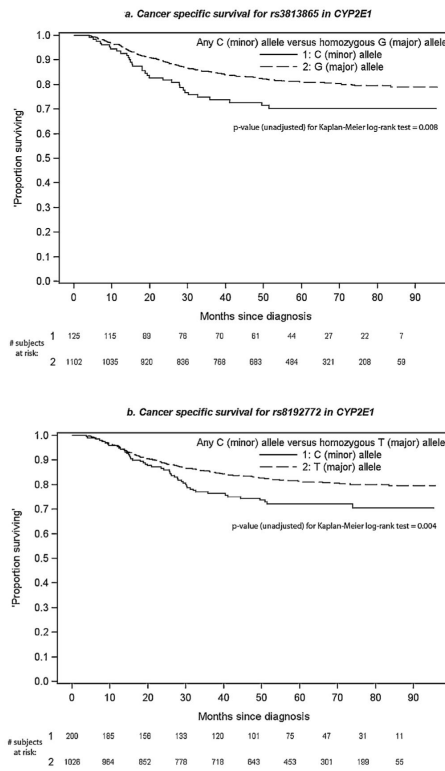 a. Cancer specific survival for rs3813865 in CYP2E1
Any C (minor) allele versus homozygous G (major) allele
1: C (minor) allele
2: G (major) allele
p-value (unadjusted) for Kaplan-Meier log-rank test = 0.008
'Proportion surviving'
1.0
0.9
0.8
0.7
0.6
0.5
0.4
0.3
0.2
0.1
0.0
0 10 20 30 40 50 60 70 80 90
Months since diagnosis
# subjects at risk:
1 125 115 89 76 70 61 44 27 22 7
2 1102 1035 920 836 768 683 484 321 208 59
b. Cancer specific survival for rs8192772 in CYP2E1
Any C (minor) allele versus homozygous T (major) allele
1: C (minor) allele
2: T (major) allele
p-value (unadjusted) for Kaplan-Meier log-rank test = 0.004
'Proportion surviving'
1.0
0.9
0.8
0.7
0.6
0.5
0.4
0.3
0.2
0.1
0.0
0 10 20 30 40 50 60 70 80 90
Months since diagnosis
# subjects at risk:
1 200 185 156 133 120 101 75 47 31 11
2 1026 964 852 778 718 643 453 301 199 55